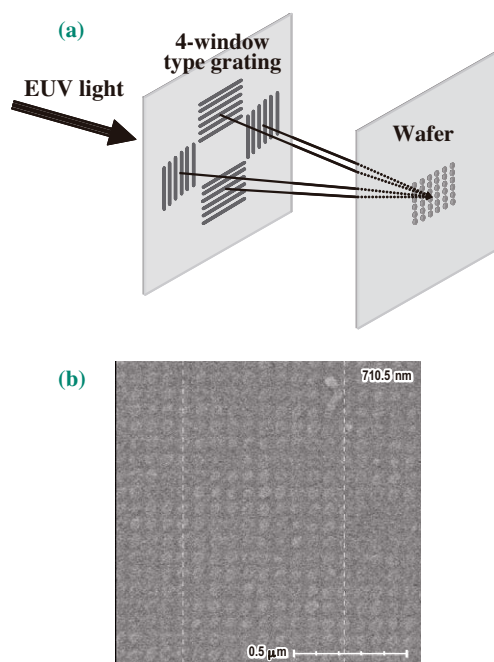 (a)
4-window
type grating
EUV light
Wafer
(b)
710.5 nm
0.5 μm